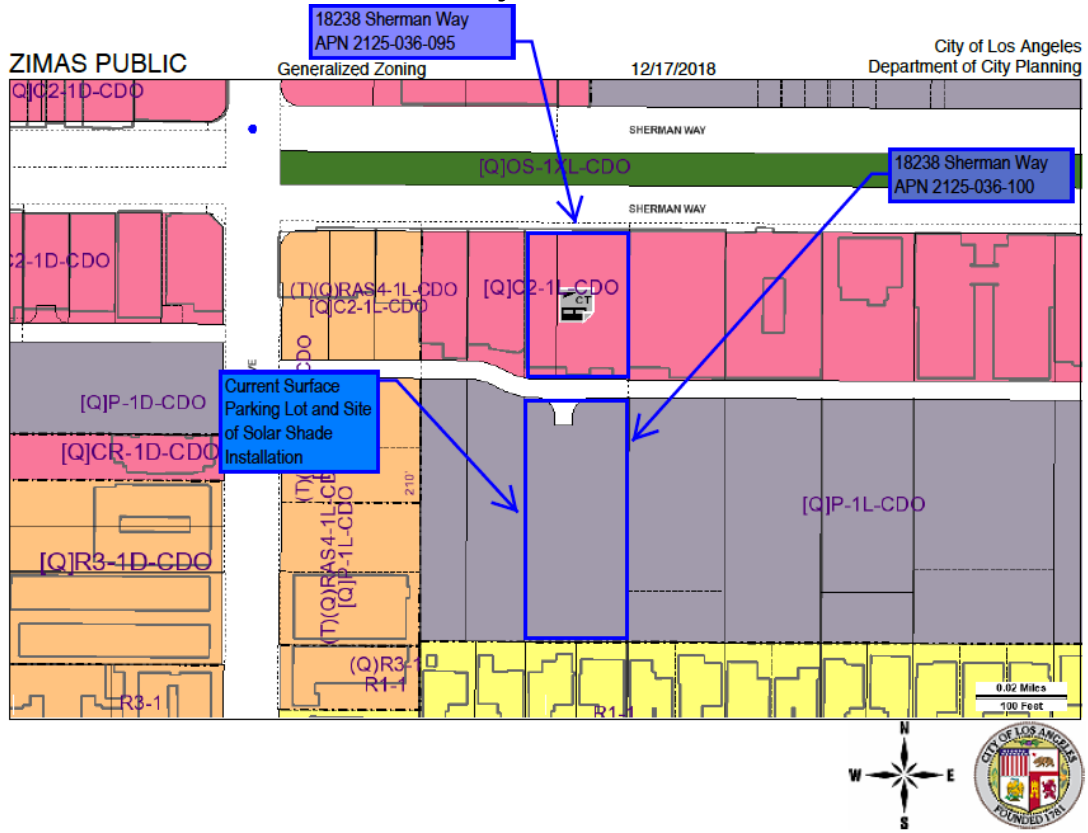 18238 Sherman Way
APN 2125-036-095
ZIMAS PUBLIC
Generalized Zoning
12/17/2018
City of Los Angeles
Department of City Planning
Q]C2-1D-CDO
SHERMAN WAY
[Q]OS-1XL-CDO
18238 Sherman Way
APN 2125-036-100
SHERMAN WAY
2-1D-CDO
(T)(Q)RAS4-1L-CDO
[Q]C2-1L-CDO
[Q]C2-1L-CDO
CT
VE
CDO
Current Surface
Parking Lot and Site
of Solar Shade
Installation
[Q]P-1D-CDO
[Q]CR-1D-CDO
210'
(T)(Q)RAS4-1L-CD
[Q]P-1L-CDO
[Q]P-1L-CDO
[Q]R3-1D-CDO
(Q)R3-1
R1-1
R3-1
R1-1
0.02 Miles
100 Feet
N
W
E
S
CITY OF LOS ANGELES
FOUNDED 1781